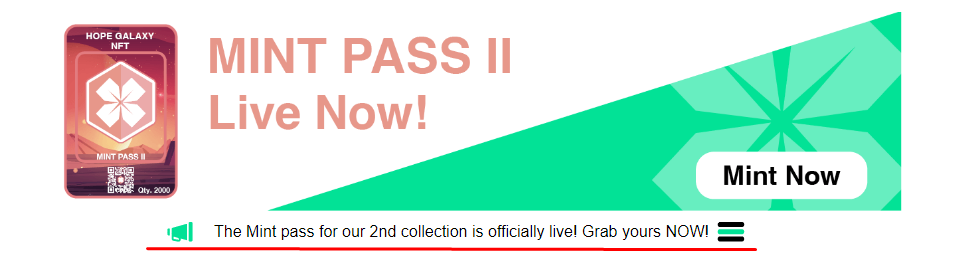 HOPE GALAXY
NFT
MINT PASS II
Qty. 2000
MINT PASS II
Live Now!
Mint Now
The Mint pass for our 2nd collection is officially live! Grab yours NOW!